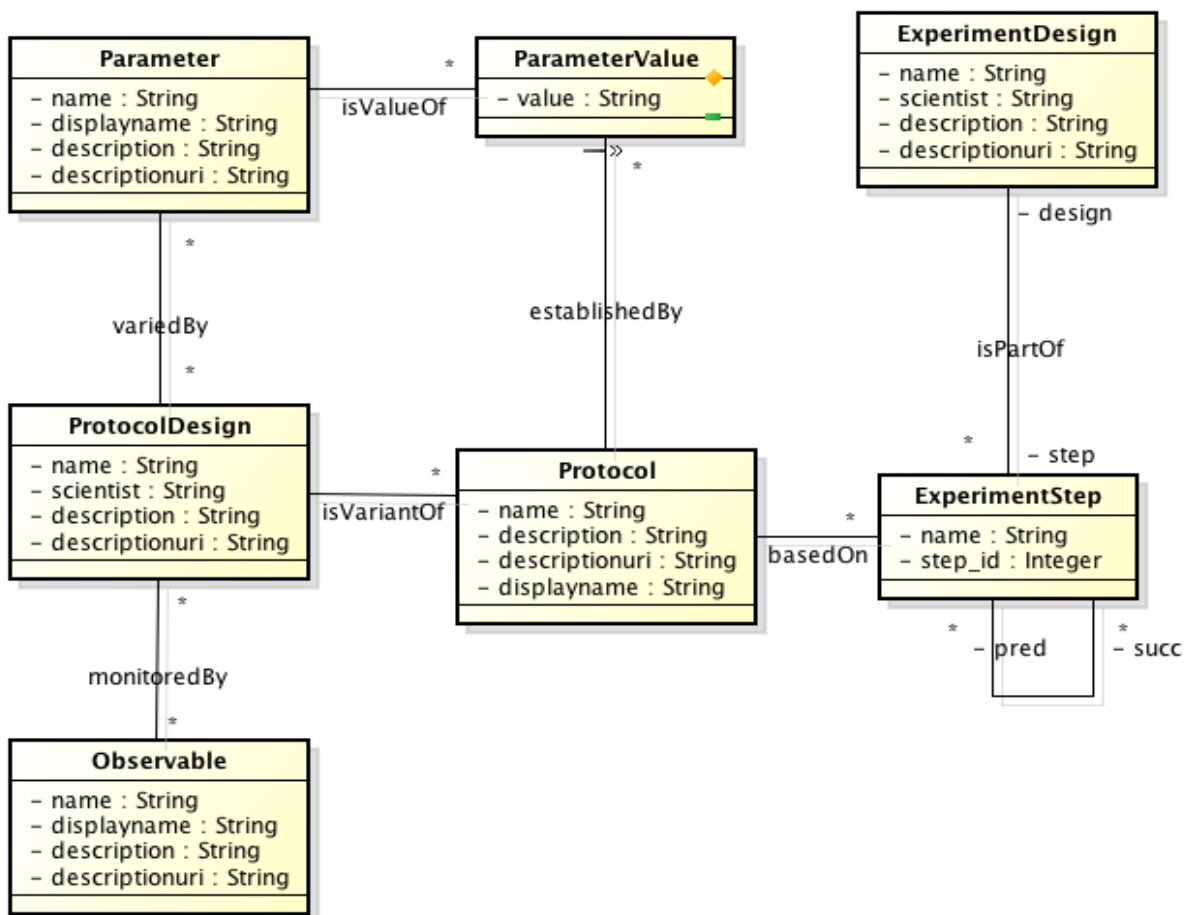 Parameter
- name : String
- displayname : String
- description : String
- descriptionuri : String
*
isValueOf
ParameterValue
- value : String
*
ExperimentDesign
- name : String
- scientist : String
- description : String
- descriptionuri : String
- design
*
variedBy
*
establishedBy
isPartOf
*
- step
ProtocolDesign
- name : String
- scientist : String
- description : String
- descriptionuri : String
*
isVariantOf
Protocol
- name : String
- description : String
- descriptionuri : String
- displayname : String
*
basedOn
ExperimentStep
- name : String
- step_id : Integer
*
- pred
*
- succ
*
monitoredBy
*
Observable
- name : String
- displayname : String
- description : String
- descriptionuri : String